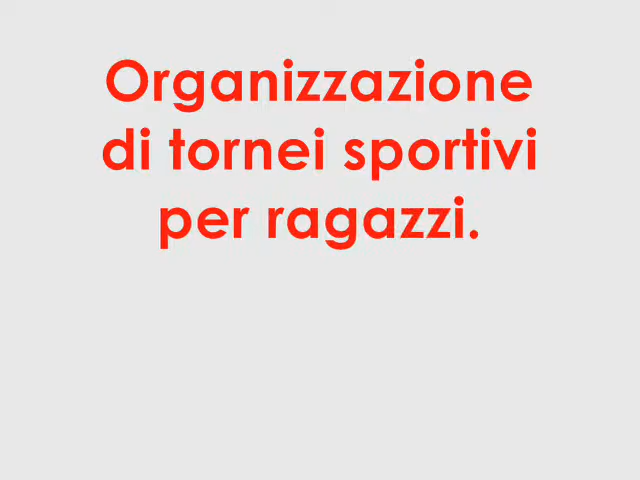 Organizzazione
di tornei sportivi
per ragazzi.